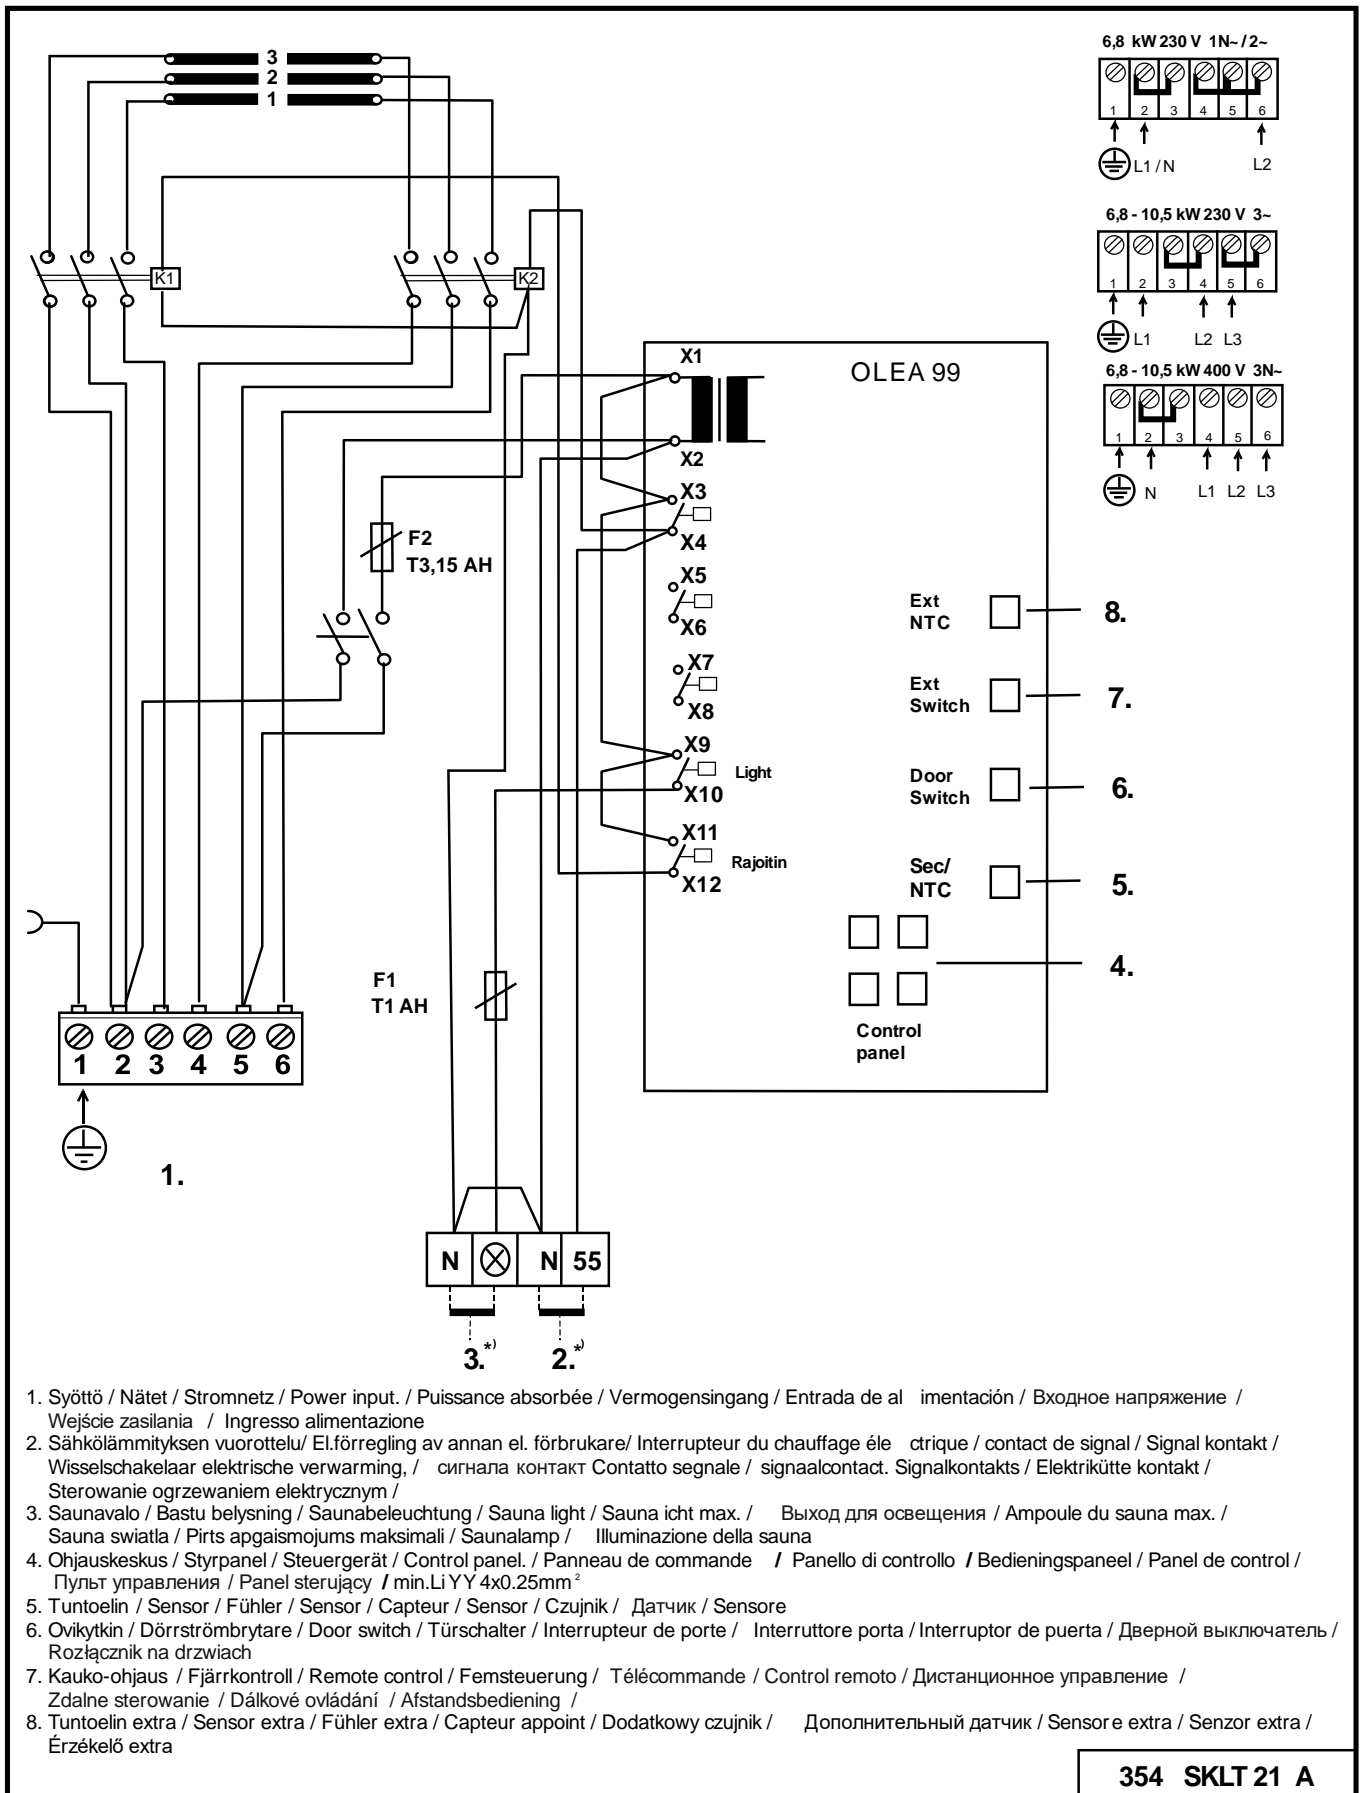 6,8 kW 230 V 1N~ / 2~
3
2
1
1 2 3 4 5 6
L1 / N L2
6,8 - 10,5 kW 230 V 3~
K1 K2
1 2 3 4 5 6
L1 L2 L3
6,8 - 10,5 kW 400 V 3N~
1 2 3 4 5 6
N L1 L2 L3
X1
OLEA 99
X2
X3
X4
F2
T3,15 AH
X5
X6
Ext
NTC
8.
X7
X8
Ext
Switch
7.
X9
Light
X10
Door
Switch
6.
X11
Rajoitin
X12
Sec/
NTC
5.
4.
F1
T1 AH
Control
panel
1 2 3 4 5 6
1.
N N 55
3.*) 2.*)
1. Syöttö / Nätet / Stromnetz / Power input. / Puissance absorbée / Vermogensingang / Entrada de al imentación / Входное напряжение /
Wejście zasilania / Ingresso alimentazione
2. Sähkölämmityksen vuorottelu/ El.förregling av annan el. förbrukare/ Interrupteur du chauffage éle ctrique / contact de signal / Signal kontakt /
Wisselschakelaar elektrische verwarming, / сигнала контакт Contatto segnale / signaalcontact. Signalkontakts / Elektrikütte kontakt /
Sterowanie ogrzewaniem elektrycznym /
3. Saunavalo / Bastu belysning / Saunabeleuchtung / Sauna light / Sauna icht max. / Выход для освещения / Ampoule du sauna max. /
Sauna swiatla / Pirts apgaismojums maksimali / Saunalamp / Illuminazione della sauna
4. Ohjauskeskus / Styrpanel / Steuergerät / Control panel. / Panneau de commande / Panello di controllo / Bedieningspaneel / Panel de control /
Пульт управления / Panel sterujący / min.Li YY 4x0.25mm²
5. Tuntoelin / Sensor / Fühler / Sensor / Capteur / Sensor / Czujnik / Датчик / Sensore
6. Ovikytkin / Dörrströmbrytare / Door switch / Türschalter / Interrupteur de porte / Interruttore porta / Interruptor de puerta / Дверной выключатель /
Rozłącznik na drzwiach
7. Kauko-ohjaus / Fjärrkontroll / Remote control / Femsteuerung / Télécommande / Control remoto / Дистанционное управление /
Zdalne sterowanie / Dálkové ovládání / Afstandsbediening /
8. Tuntoelin extra / Sensor extra / Fühler extra / Capteur appoint / Dodatkowy czujnik / Дополнительный датчик / Sensore extra / Senzor extra /
Érzékelő extra
354 SKLT 21 A